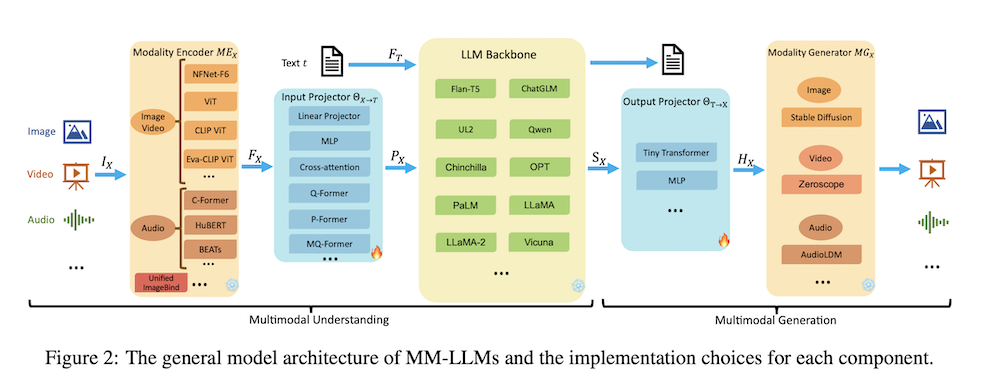 Modality Encoder ME_X
NFNet-F6
ViT
Image
Video
CLIP ViT
Eva-CLIP ViT
...
C-Former
Audio
HuBERT
BEATs
...
Unified
ImageBind
...
Image
Video
Audio
...
I_X
F_X
Text t
F_T
Input Projector Θ_X→T
Linear Projector
MLP
Cross-attention
Q-Former
P-Former
MQ-Former
...
P_X
LLM Backbone
Flan-T5 ChatGLM
UL2 Qwen
Chinchilla OPT
PaLM LLaMA
LLaMA-2 Vicuna
...
S_X
Output Projector Θ_T→X
Tiny Transformer
MLP
...
H_X
Modality Generator MG_X
Image
Stable Diffusion
Video
Zeroscope
Audio
AudioLDM
...
...
Multimodal Understanding
Multimodal Generation
Figure 2: The general model architecture of MM-LLMs and the implementation choices for each component.